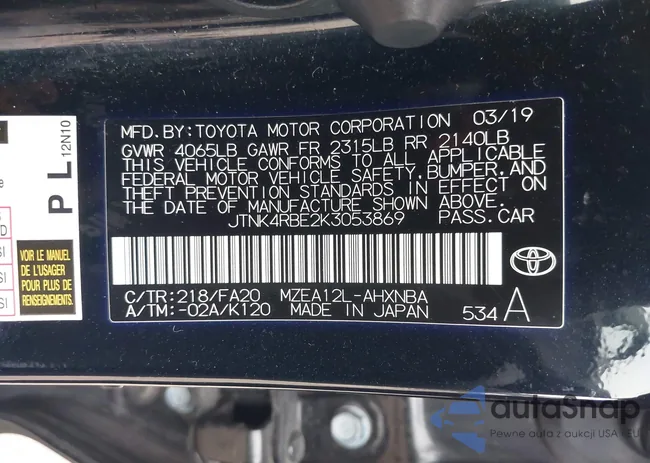 MFD. BY: TOYOTA MOTOR CORPORATION 03/19
GVWR 4065LB GAWR FR 2315LB RR 2140LB
THIS VEHICLE CONFORMS TO ALL APPLICABLE
FEDERAL MOTOR VEHICLE SAFETY, BUMPER, AND
THEFT PREVENTION STANDARDS IN EFFECT ON
THE DATE OF MANUFACTURE SHOWN ABOVE.
JTNK4RBE2K3053869 PASS. CAR
C/TR: 218/FA20 MZEA12L-AHXNBA
A/TM: -02A/K120 MADE IN JAPAN 534 A
PL
12N10
VOIR LE MANUEL
DE L'USAGER
POUR PLUS DE
autaSnap
Pewne auta z aukcji USA i EU